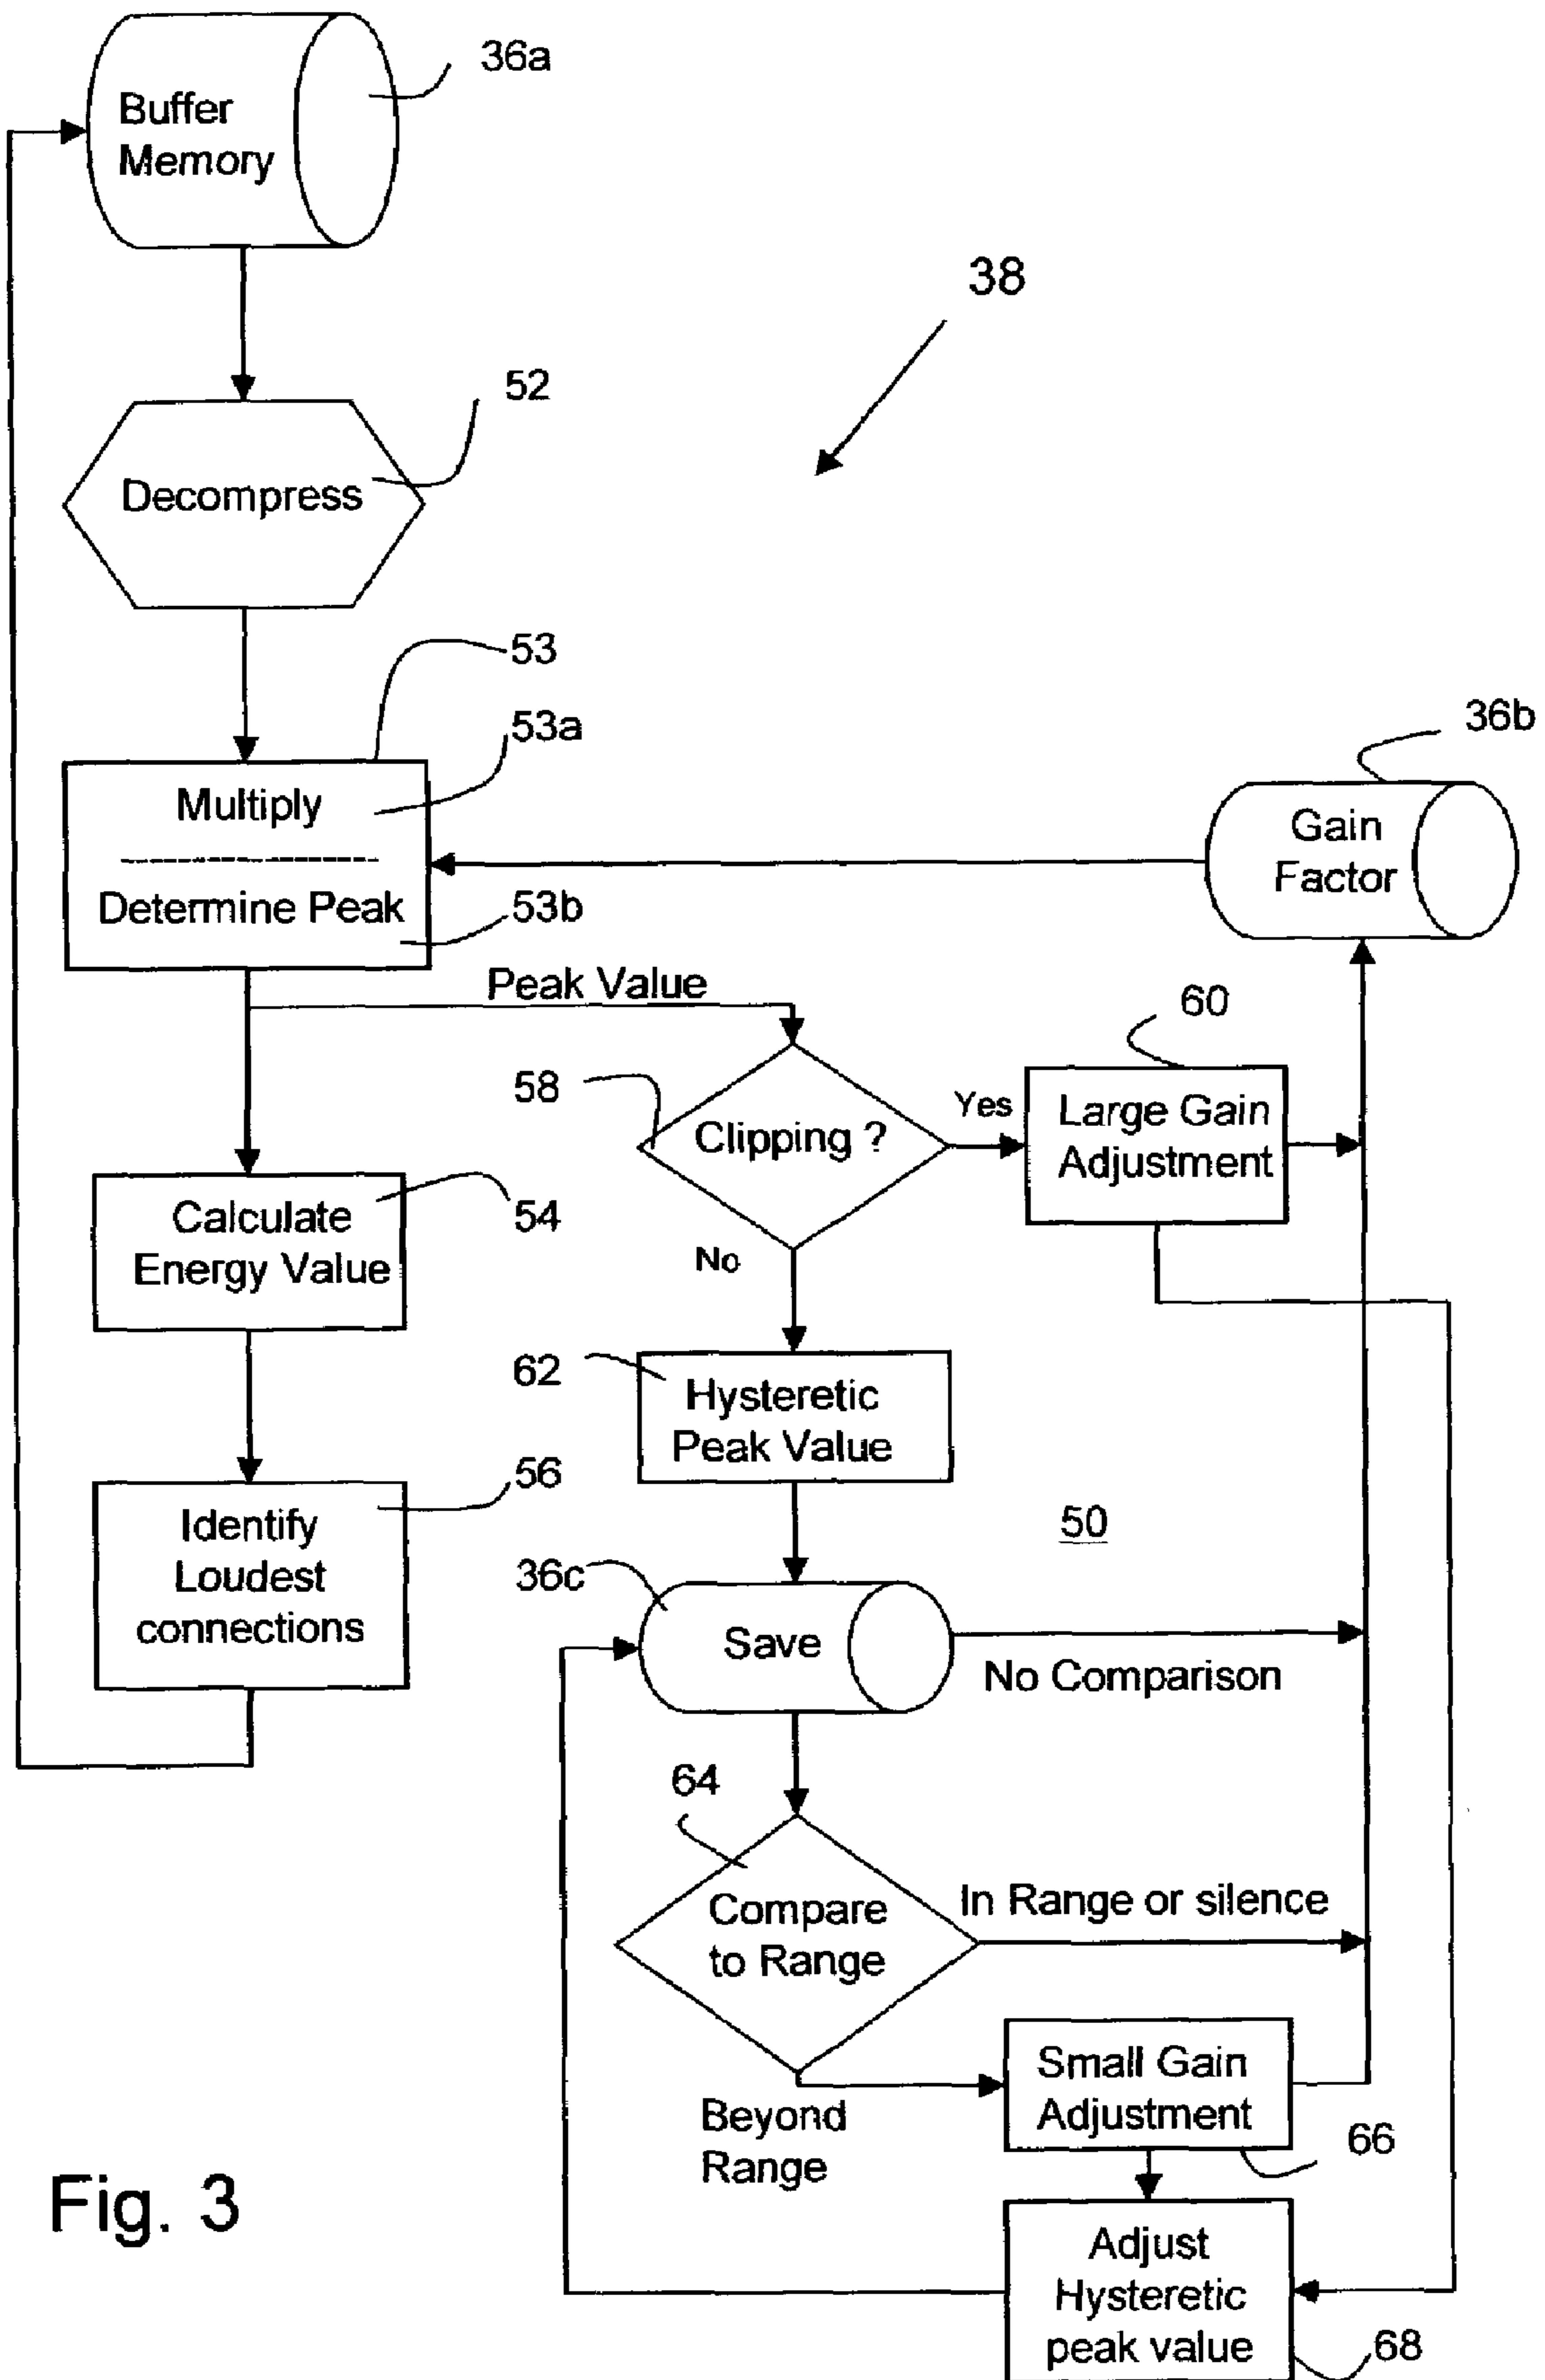 36a
Buffer
Memory
38
52
Decompress
53
53a
36b
Multiply
Gain
Factor
Determine Peak
53b
Peak Value
60
58
Yes
Large Gain
Adjustment
Clipping ?
Calculate
Energy Value
54
No
62
Hysteretic
Peak Value
56
Identify
Loudest
connections
50
36c
Save
No Comparison
64
In Range or silence
Compare
to Range
Small Gain
Adjustment
Beyond
Range
66
Fig. 3
Adjust
Hysteretic
peak value
68